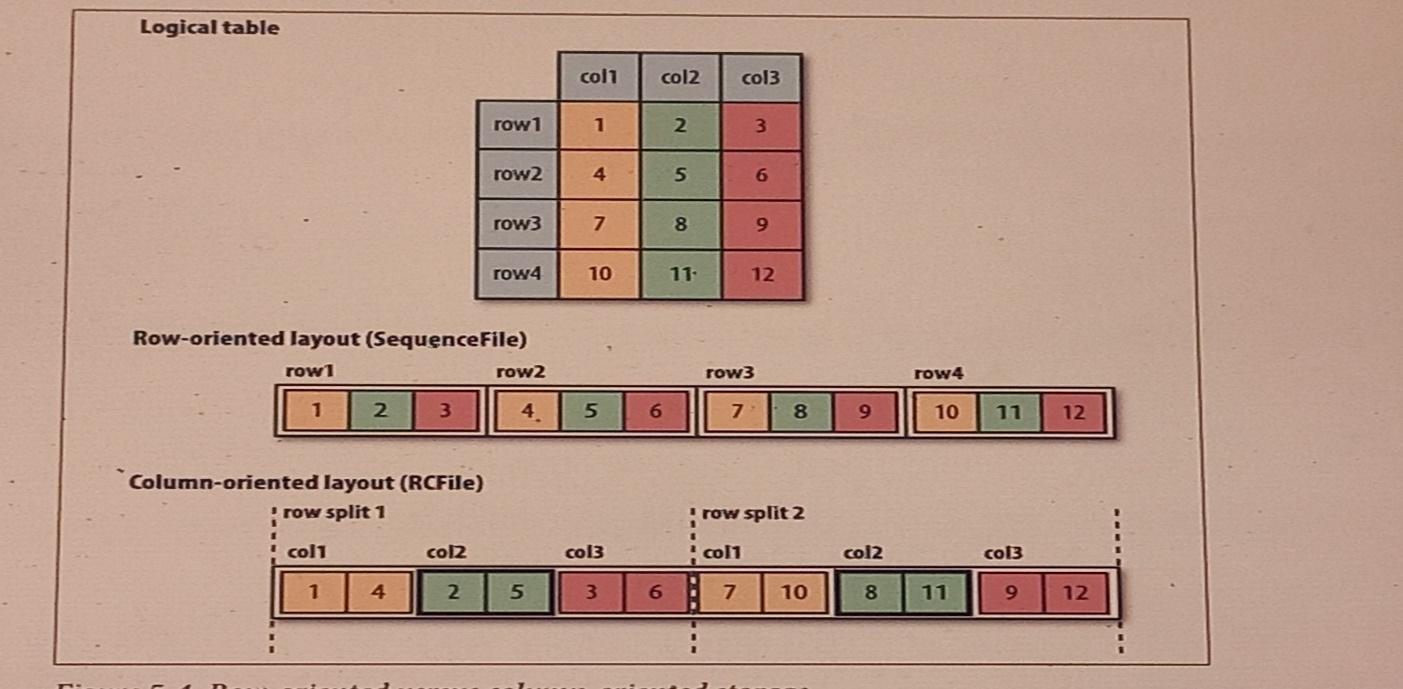 Logical table
col1 col2 col3
row1 1 2 3
row2 4 5 6
row3 7 8 9
row4 10 11 12
Row-oriented layout (SequenceFile)
row1 row2 row3 row4
1 2 3 4 5 6 7 8 9 10 11 12
Column-oriented layout (RCFile)
row split 1 row split 2
col1 col2 col3 col1 col2 col3
1 4 2 5 3 6 7 10 8 11 9 12